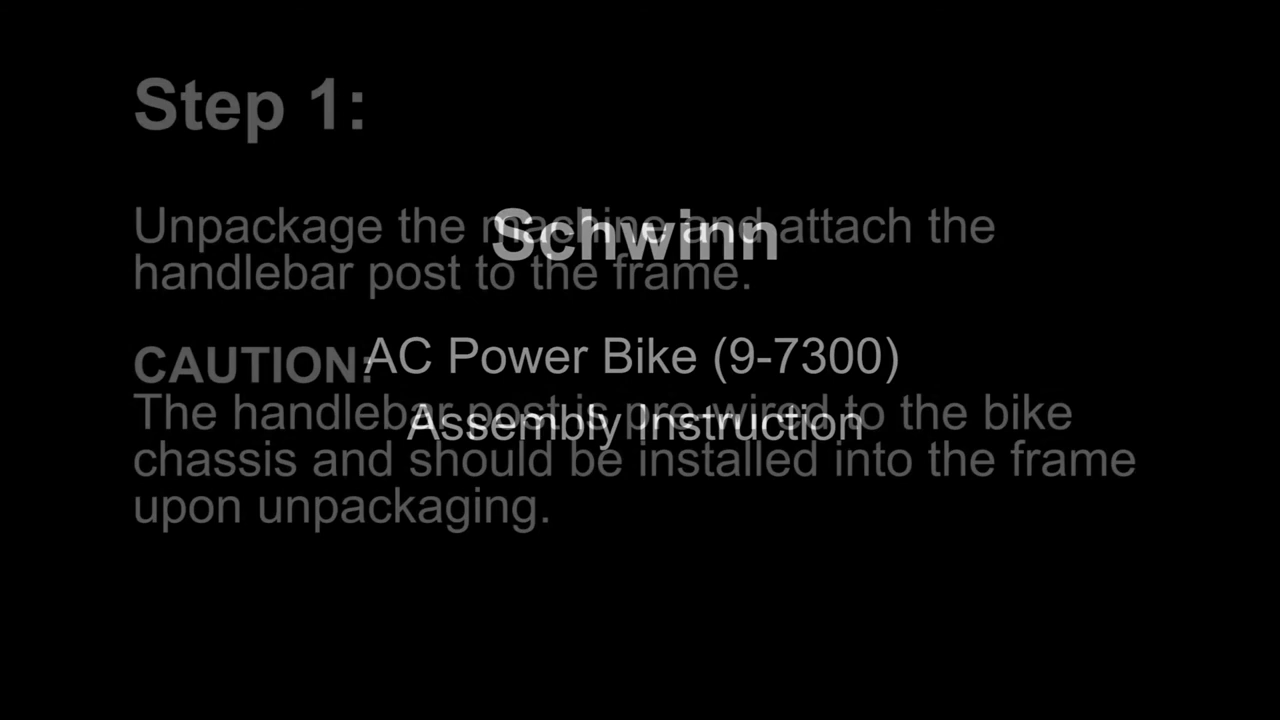 Step 1:
Unpackage the machine and attach the
handlebar post to the frame.
CAUTION:
The handlebar post is pre-wired to the bike
chassis and should be installed into the frame
upon unpackaging.
Schwinn
AC Power Bike (9-7300)
Assembly Instruction